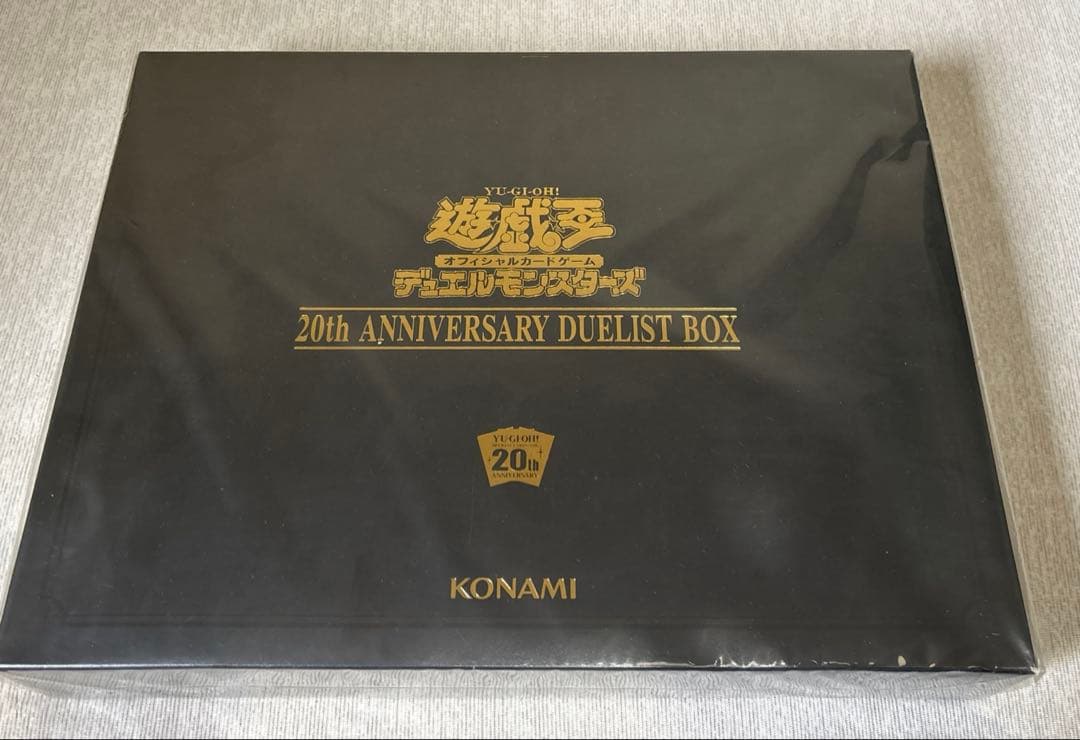 YU-GI-OH!
遊戯王
オフィシャルカードゲーム
デュエルモンスターズ
20th ANNIVERSARY DUELIST BOX
YU-GI-OH!
20th
ANNIVERSARY
KONAMI